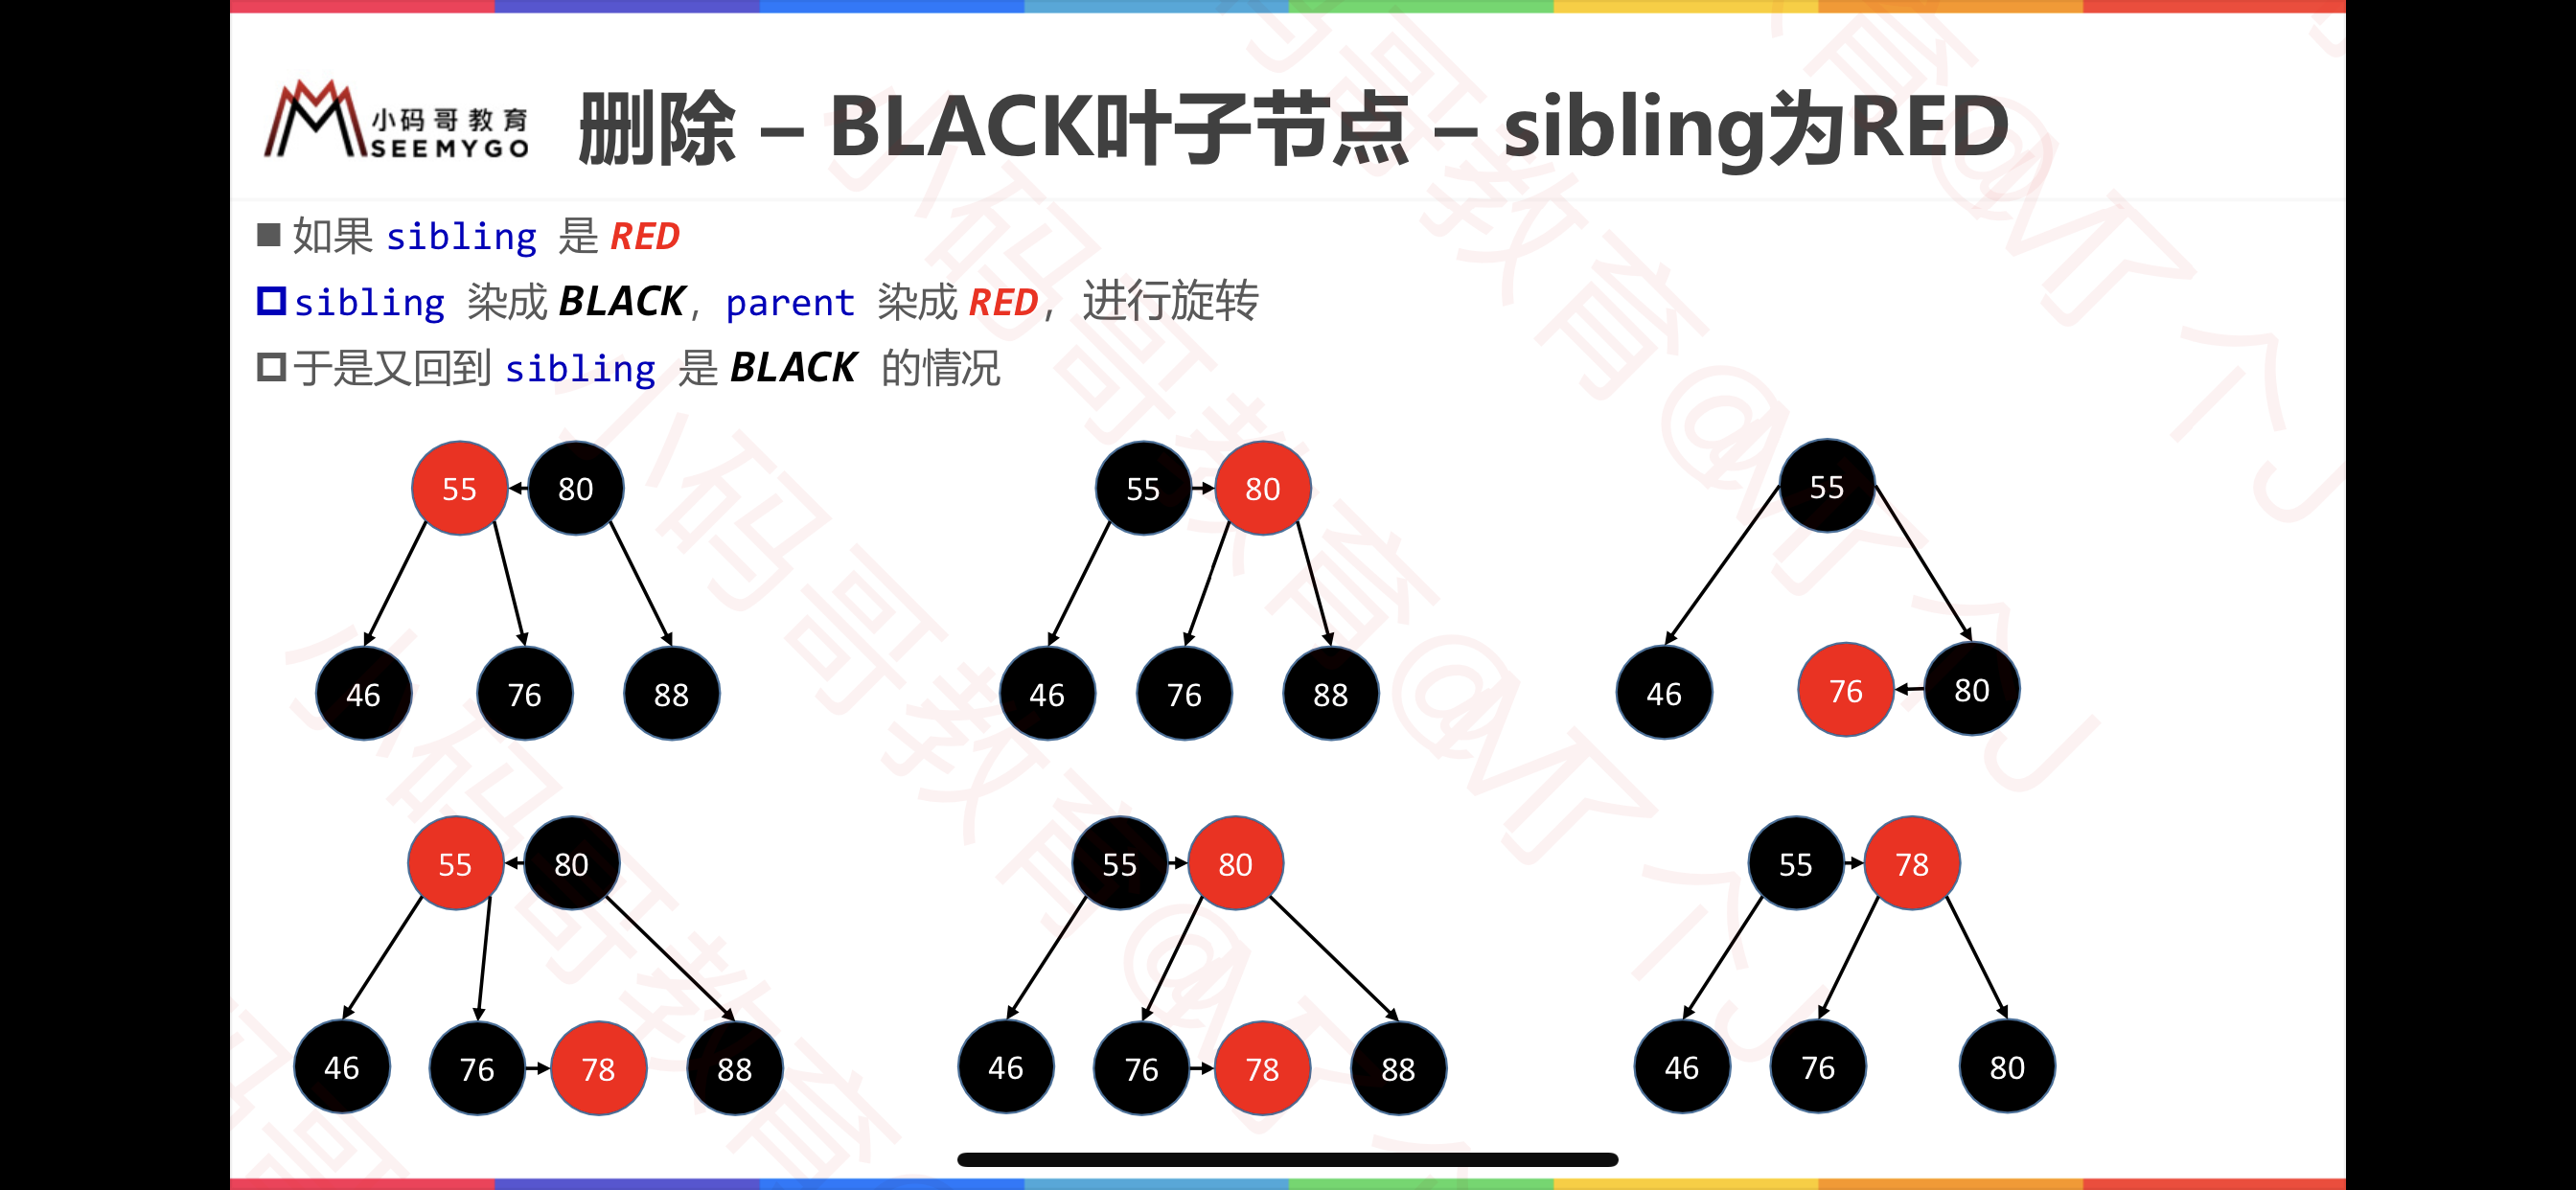 小码哥教育
SEEMYGO
删除 – BLACK叶子节点 – sibling为RED
如果 sibling 是 RED
sibling 染成 BLACK，parent 染成 RED，进行旋转
于是又回到 sibling 是 BLACK 的情况
55 80 55 80 55
46 76 88 46 76 88 46 76 80
55 80 55 80 55 78
46 76 78 88 46 76 78 88 46 76 80